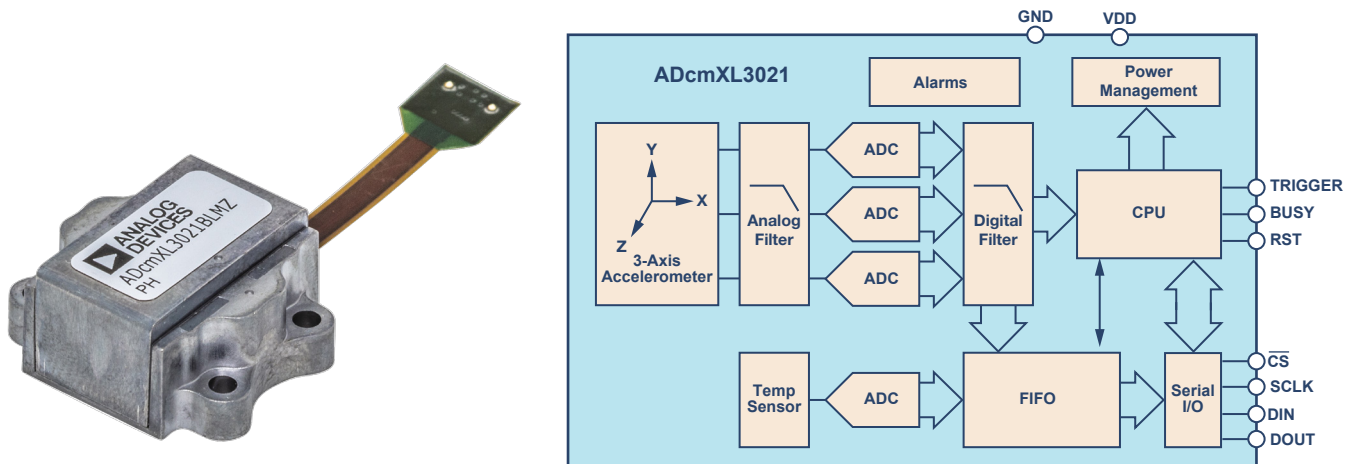 ANALOG
DEVICES
ADcmXL3021BLMZ
PH
GND
VDD
ADcmXL3021
Alarms
Power
Management
Y
X
Z
3-Axis
Accelerometer
Analog
Filter
ADC
ADC
ADC
Digital
Filter
CPU
TRIGGER
BUSY
RST
Temp
Sensor
ADC
FIFO
Serial
I/O
C̅S̅
SCLK
DIN
DOUT